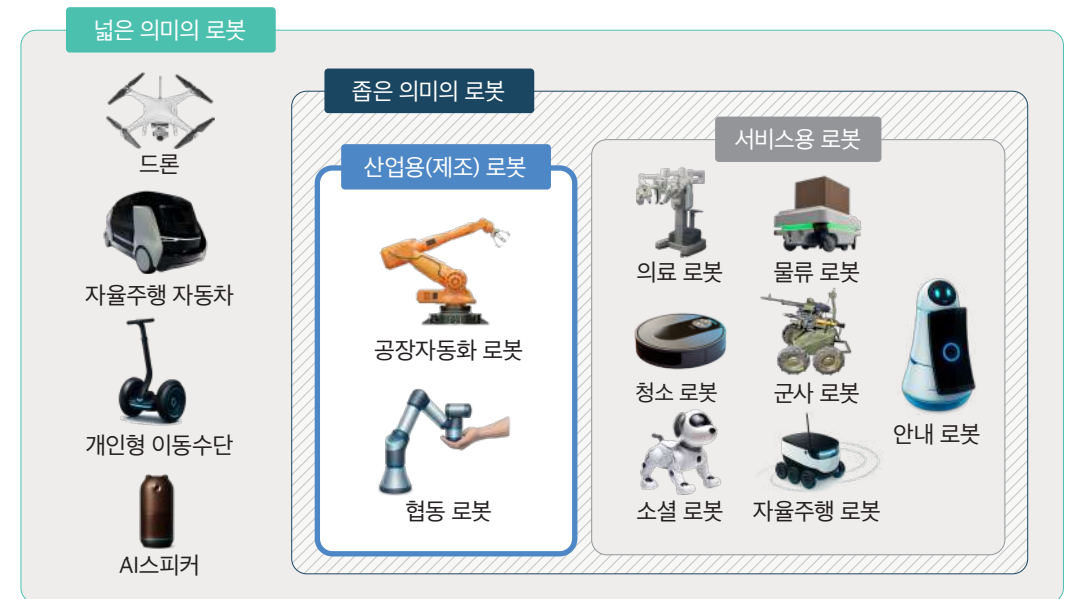 넓은 의미의 로봇
드론
자율주행 자동차
개인형 이동수단
AI스피커
좁은 의미의 로봇
산업용(제조) 로봇
공장자동화 로봇
협동 로봇
서비스용 로봇
의료 로봇
물류 로봇
청소 로봇
군사 로봇
안내 로봇
소셜 로봇
자율주행 로봇